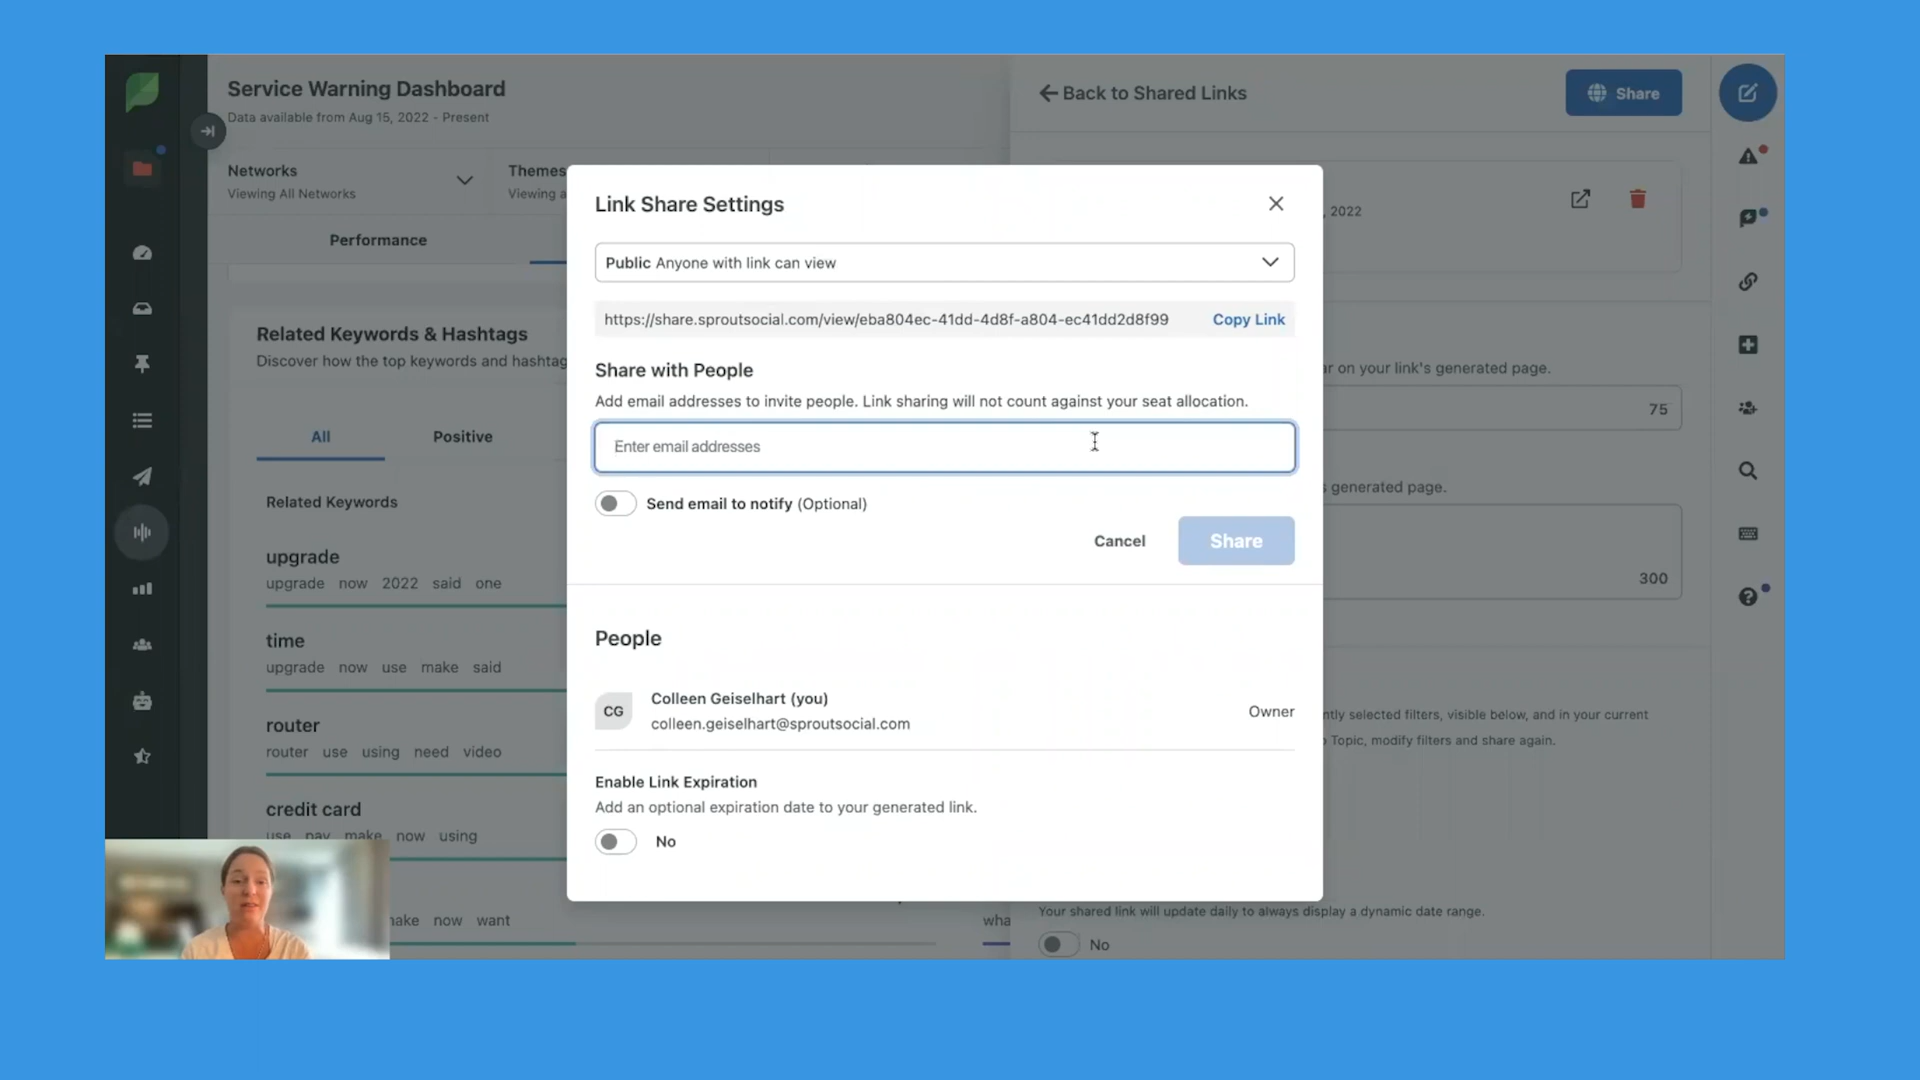 Service Warning Dashboard
Data available from Aug 15, 2022 - Present
Back to Shared Links
Share
Networks
Viewing All Networks
Themes
Viewing a
Performance
, 2022
Related Keywords & Hashtags
Discover how the top keywords and hashtag
All
Positive
Related Keywords
upgrade
upgrade now 2022 said one
time
upgrade now use make said
router
router use using need video
credit card
use pay make now using
make now want
wha
Link Share Settings
Public Anyone with link can view
https://share.sproutsocial.com/view/eba804ec-41dd-4d8f-a804-ec41dd2d8f99
Copy Link
Share with People
Add email addresses to invite people. Link sharing will not count against your seat allocation.
Enter email addresses
Send email to notify (Optional)
Cancel
Share
People
CG
Colleen Geiselhart (you)
colleen.geiselhart@sproutsocial.com
Owner
Enable Link Expiration
Add an optional expiration date to your generated link.
No
ar on your link's generated page.
75
s generated page.
300
ntly selected filters, visible below, and in your current
Topic, modify filters and share again.
Your shared link will update daily to always display a dynamic date range.
No